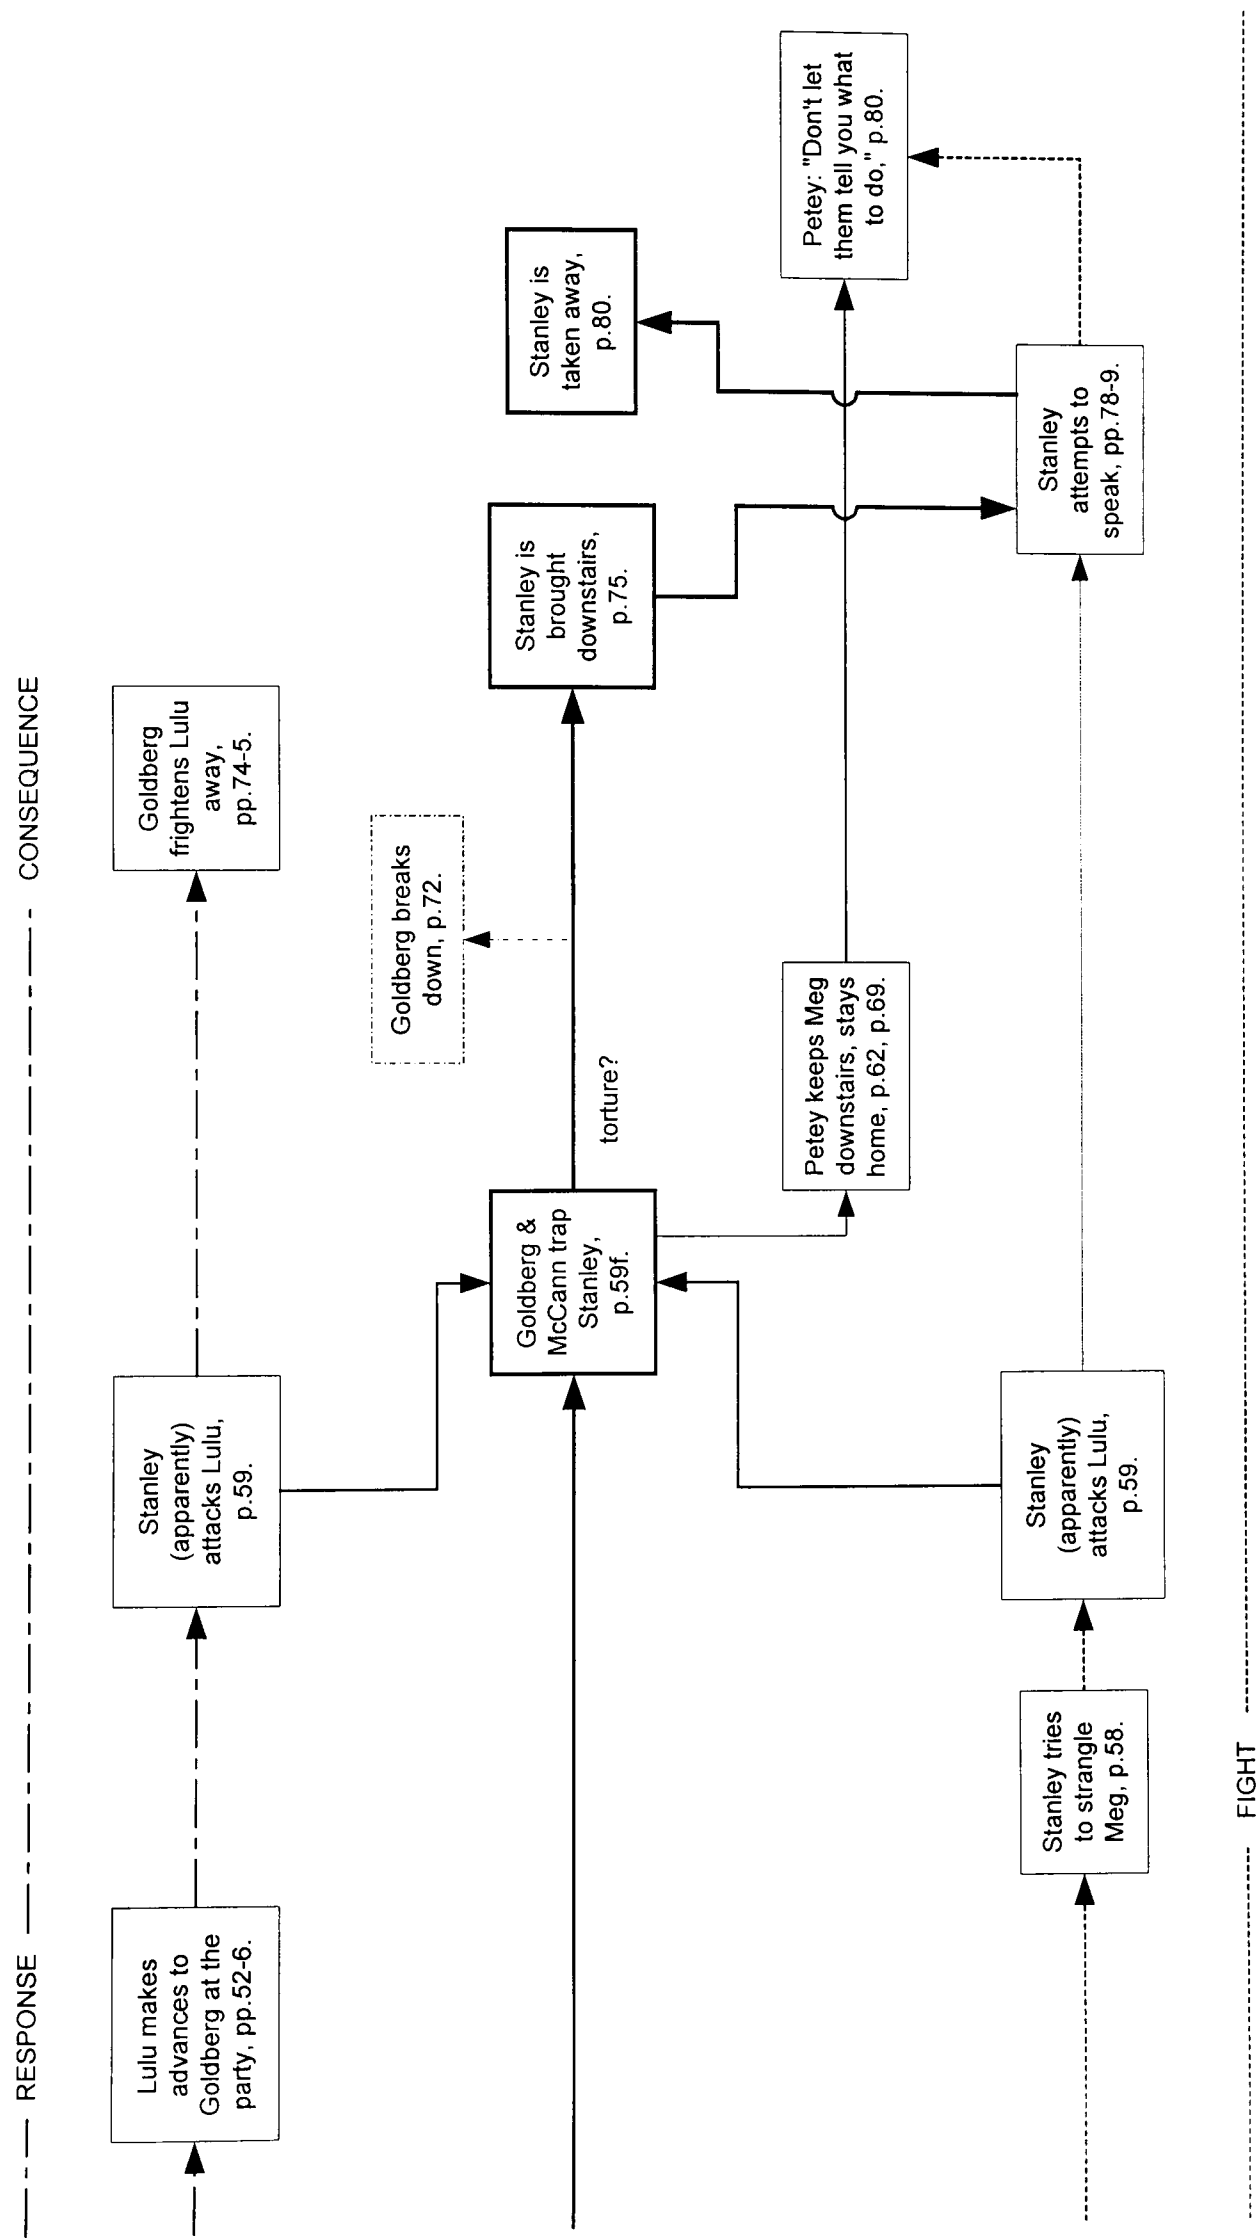 RESPONSE
CONSEQUENCE
Lulu makes
advances to
Goldberg at the
party, pp.52-6.
Stanley
(apparently)
attacks Lulu,
p.59.
Goldberg
frightens Lulu
away,
pp.74-5.
Goldberg breaks
down, p.72.
Goldberg &
McCann trap
Stanley,
p.59f.
torture?
Stanley is
brought
downstairs,
p.75.
Stanley is
taken away,
p.80.
Petey keeps Meg
downstairs, stays
home, p.62, p.69.
Petey: "Don't let
them tell you what
to do," p.80.
Stanley tries
to strangle
Meg, p.58.
Stanley
(apparently)
attacks Lulu,
p.59.
Stanley
attempts to
speak, pp.78-9.
FIGHT